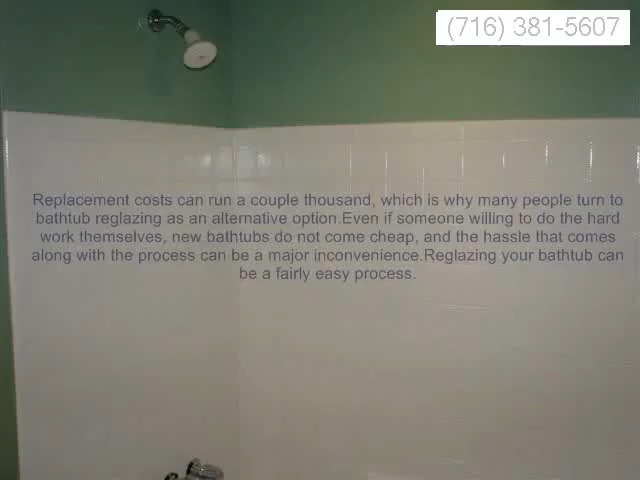 (716) 381-5607
Replacement costs can run a couple thousand, which is why many people turn to
bathtub reglazing as an alternative option.Even if someone willing to do the hard
work themselves, new bathtubs do not come cheap, and the hassle that comes
along with the process can be a major inconvenience.Reglazing your bathtub can
be a fairly easy process.